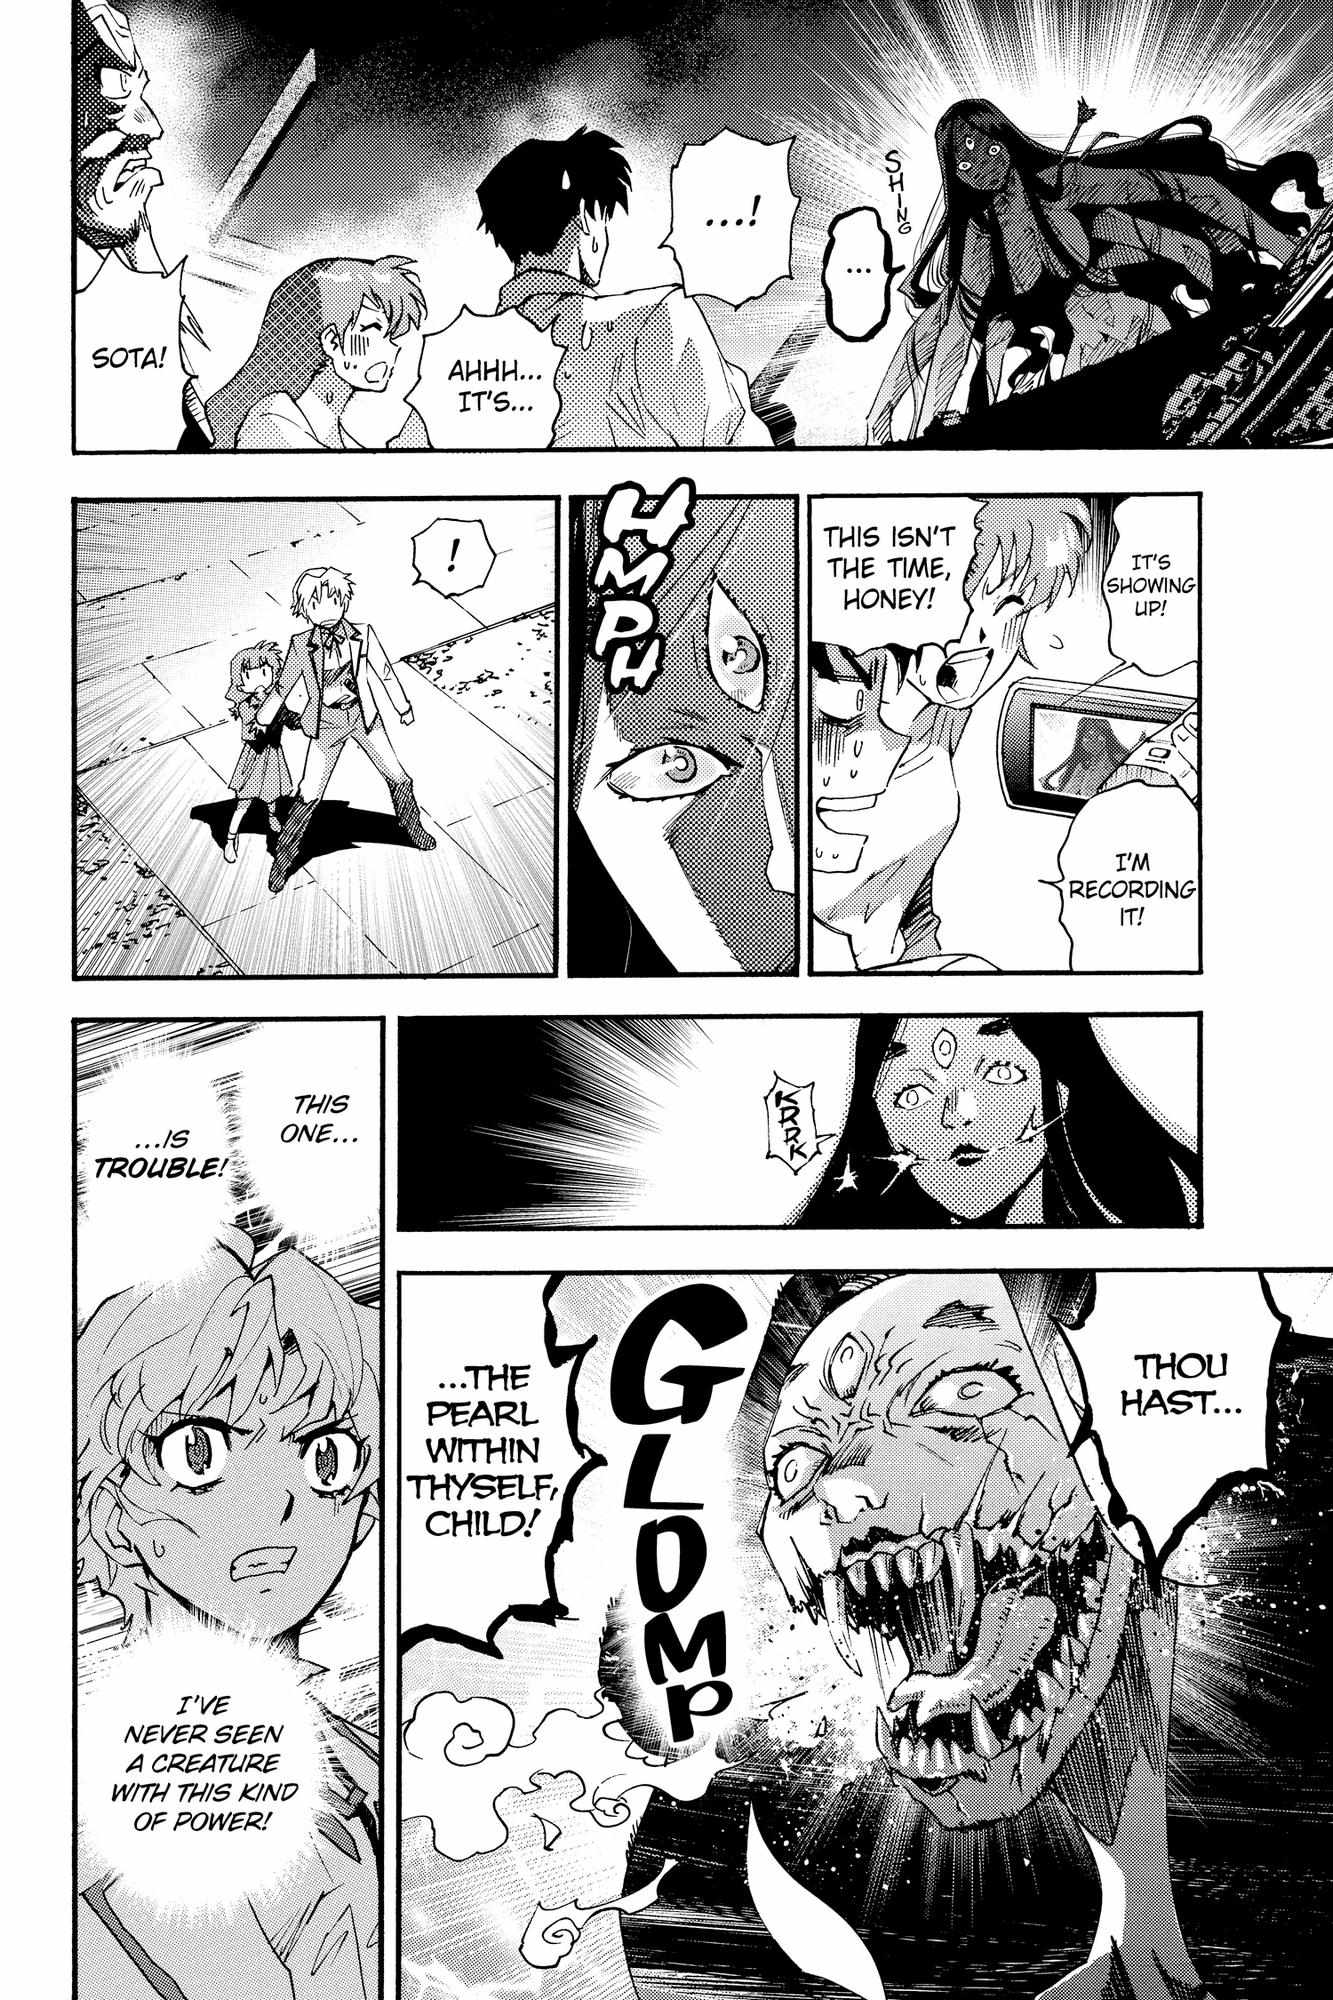 SHING
...
...!
AHHH...
IT'S...
SOTA!
IT'S
SHOWING
UP!
I'M
RECORDING
IT!
THIS ISN'T
THE TIME,
HONEY!
HMPH
!
KRRK
THOU
HAST...
GLOMP
...THE
PEARL
WITHIN
THYSELF,
CHILD!
THIS
ONE...
...IS
TROUBLE!
I'VE
NEVER SEEN
A CREATURE
WITH THIS KIND
OF POWER!